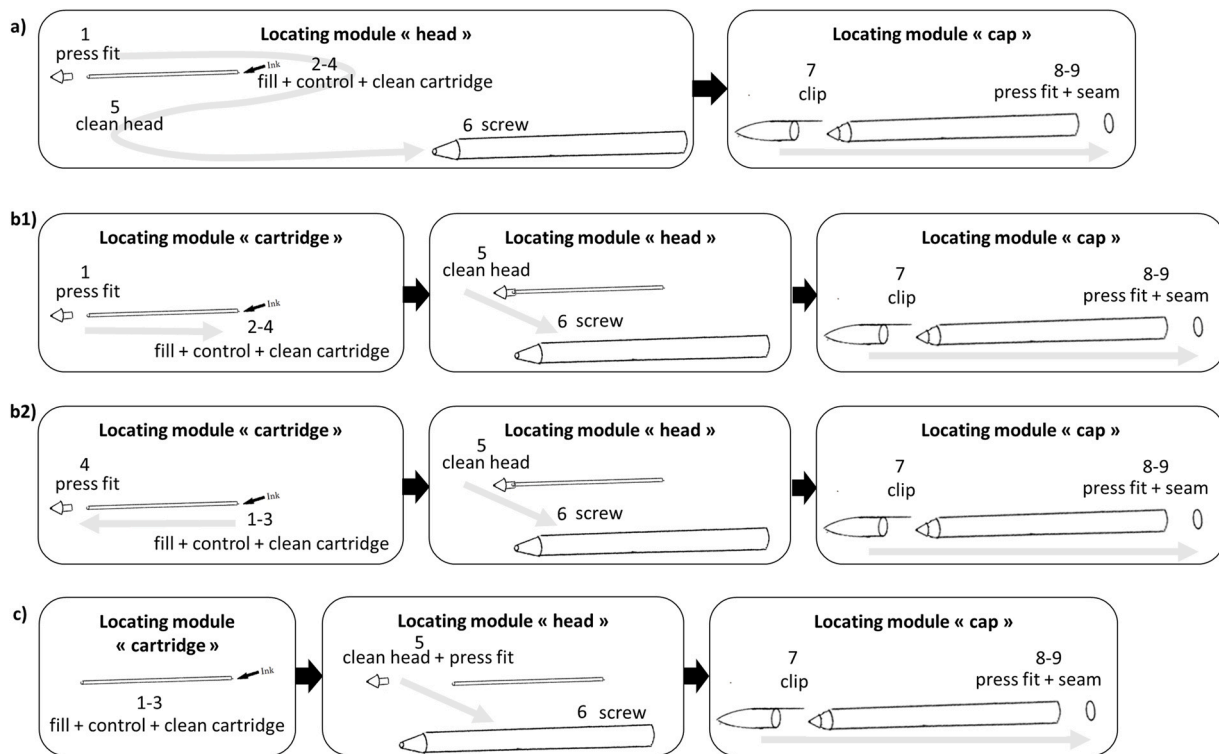 a)
Locating module « head »
1
press fit
Ink
2-4
fill + control + clean cartridge
5
clean head
6 screw
Locating module « cap »
7
clip
8-9
press fit + seam
b1)
Locating module « cartridge »
1
press fit
Ink
2-4
fill + control + clean cartridge
Locating module « head »
5
clean head
6 screw
Locating module « cap »
7
clip
8-9
press fit + seam
b2)
Locating module « cartridge »
4
press fit
Ink
1-3
fill + control + clean cartridge
Locating module « head »
5
clean head
6 screw
Locating module « cap »
7
clip
8-9
press fit + seam
c)
Locating module
« cartridge »
Ink
1-3
fill + control + clean cartridge
Locating module « head »
5
clean head + press fit
6 screw
Locating module « cap »
7
clip
8-9
press fit + seam